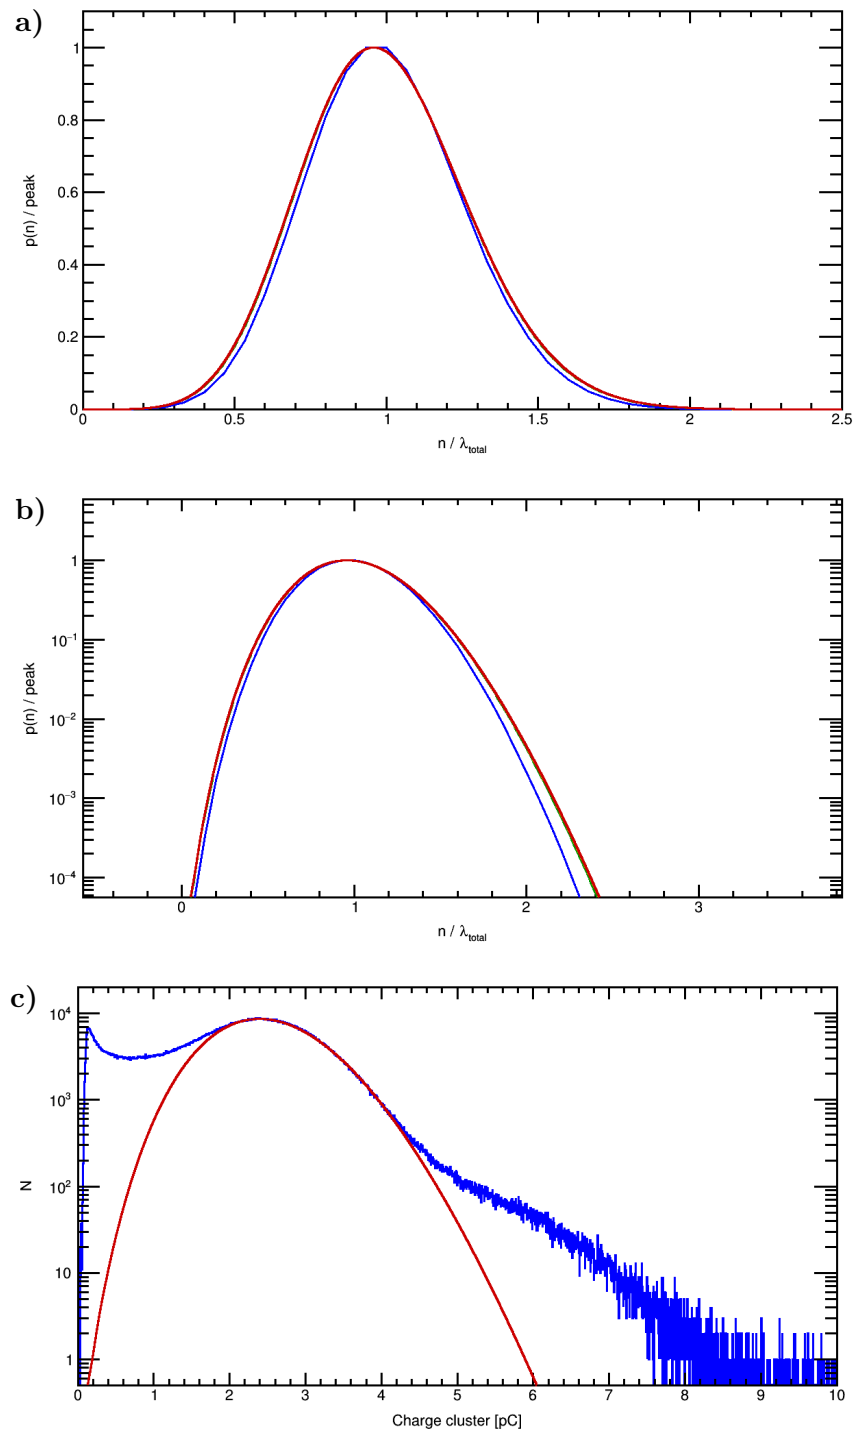 a)
p(n) / peak
1
0.8
0.6
0.4
0.2
0
0 0.5 1 1.5 2 2.5
n / λtotal
b)
p(n) / peak
1
10⁻¹
10⁻²
10⁻³
10⁻⁴
0 1 2 3
n / λtotal
c)
N
10⁴
10³
10²
10
1
0 1 2 3 4 5 6 7 8 9 10
Charge cluster [pC]